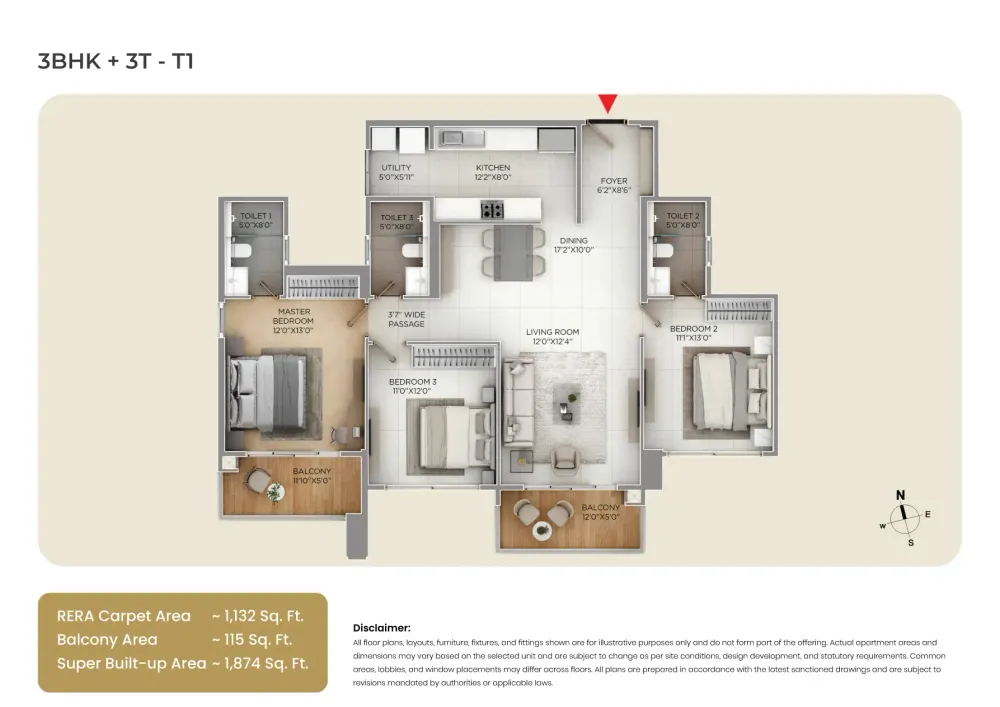 3BHK + 3T - T1
UTILITY
5'0"X5'11"
KITCHEN
12'2"X8'0"
FOYER
6'2"X8'6"
TOILET 1
5'0"X8'0"
TOILET 3
5'0"X8'0"
TOILET 2
5'0"X8'0"
DINING
17'2"X10'0"
MASTER
BEDROOM
12'0"X13'0"
3'7" WIDE
PASSAGE
LIVING ROOM
12'0"X12'4"
BEDROOM 2
11'1"X13'0"
BEDROOM 3
11'0"X12'0"
BALCONY
11'10"X5'0"
BALCONY
12'0"X5'0"
N
E
W
S
RERA Carpet Area ~ 1,132 Sq. Ft.
Balcony Area ~ 115 Sq. Ft.
Super Built-up Area ~ 1,874 Sq. Ft.
Disclaimer:
All floor plans, layouts, furniture, fixtures, and fittings shown are for illustrative purposes only and do not form part of the offering. Actual apartment areas and
dimensions may vary based on the selected unit and are subject to change as per site conditions, design development, and statutory requirements. Common
areas, lobbies, and window placements may differ across floors. All plans are prepared in accordance with the latest sanctioned drawings and are subject to
revisions mandated by authorities or applicable laws.